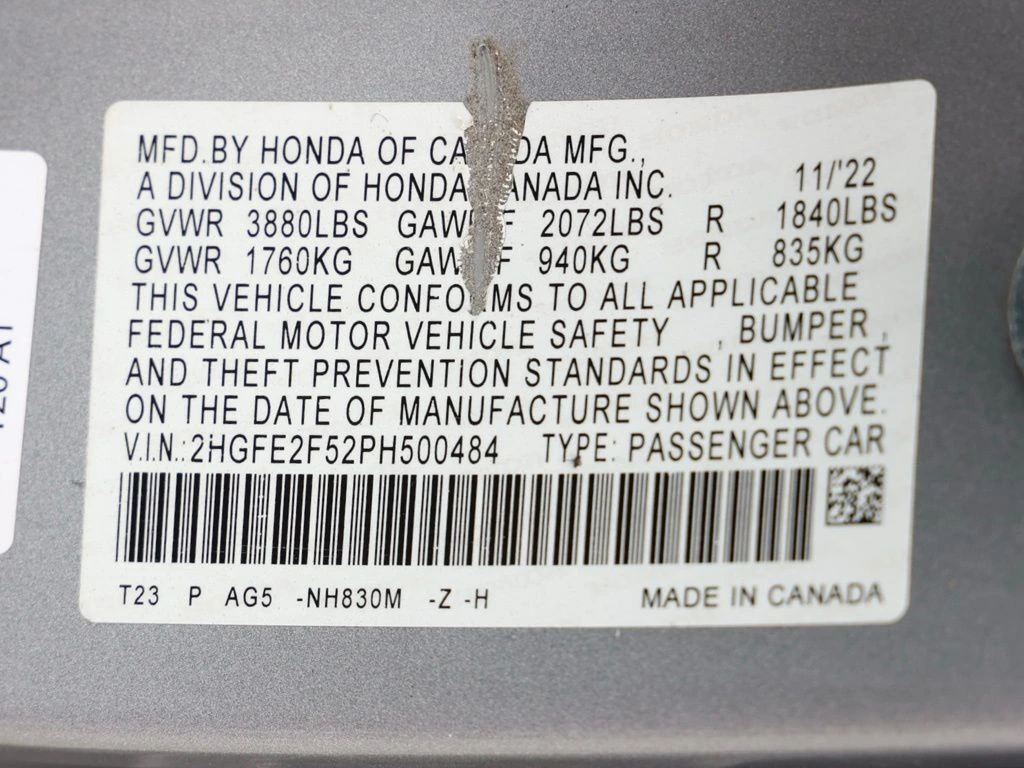 MFD.BY HONDA OF CA DA MFG.,
A DIVISION OF HONDA ANADA INC. 11/'22
GVWR 3880LBS GAW F 2072LBS R 1840LBS
GVWR 1760KG GAW F 940KG R 835KG
THIS VEHICLE CONFO MS TO ALL APPLICABLE
FEDERAL MOTOR VEHICLE SAFETY , BUMPER ,
AND THEFT PREVENTION STANDARDS IN EFFECT
ON THE DATE OF MANUFACTURE SHOWN ABOVE.
V.I.N.:2HGFE2F52PH500484 TYPE: PASSENGER CAR
T23 P AG5 -NH830M -Z -H MADE IN CANADA